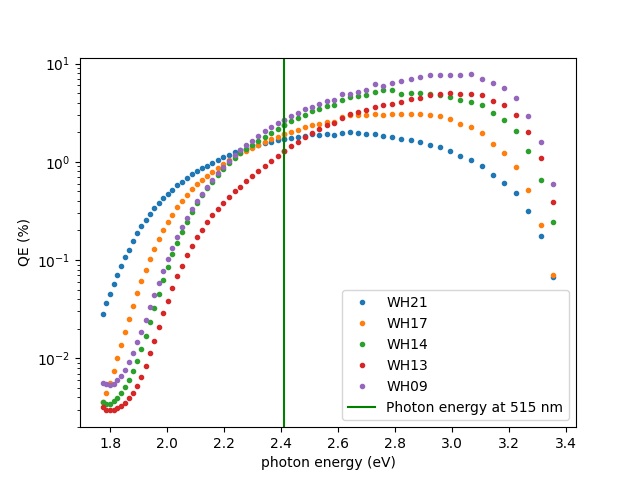 10¹
10⁰
10⁻¹
10⁻²
QE (%)
1.8 2.0 2.2 2.4 2.6 2.8 3.0 3.2 3.4
photon energy (eV)
WH21
WH17
WH14
WH13
WH09
Photon energy at 515 nm